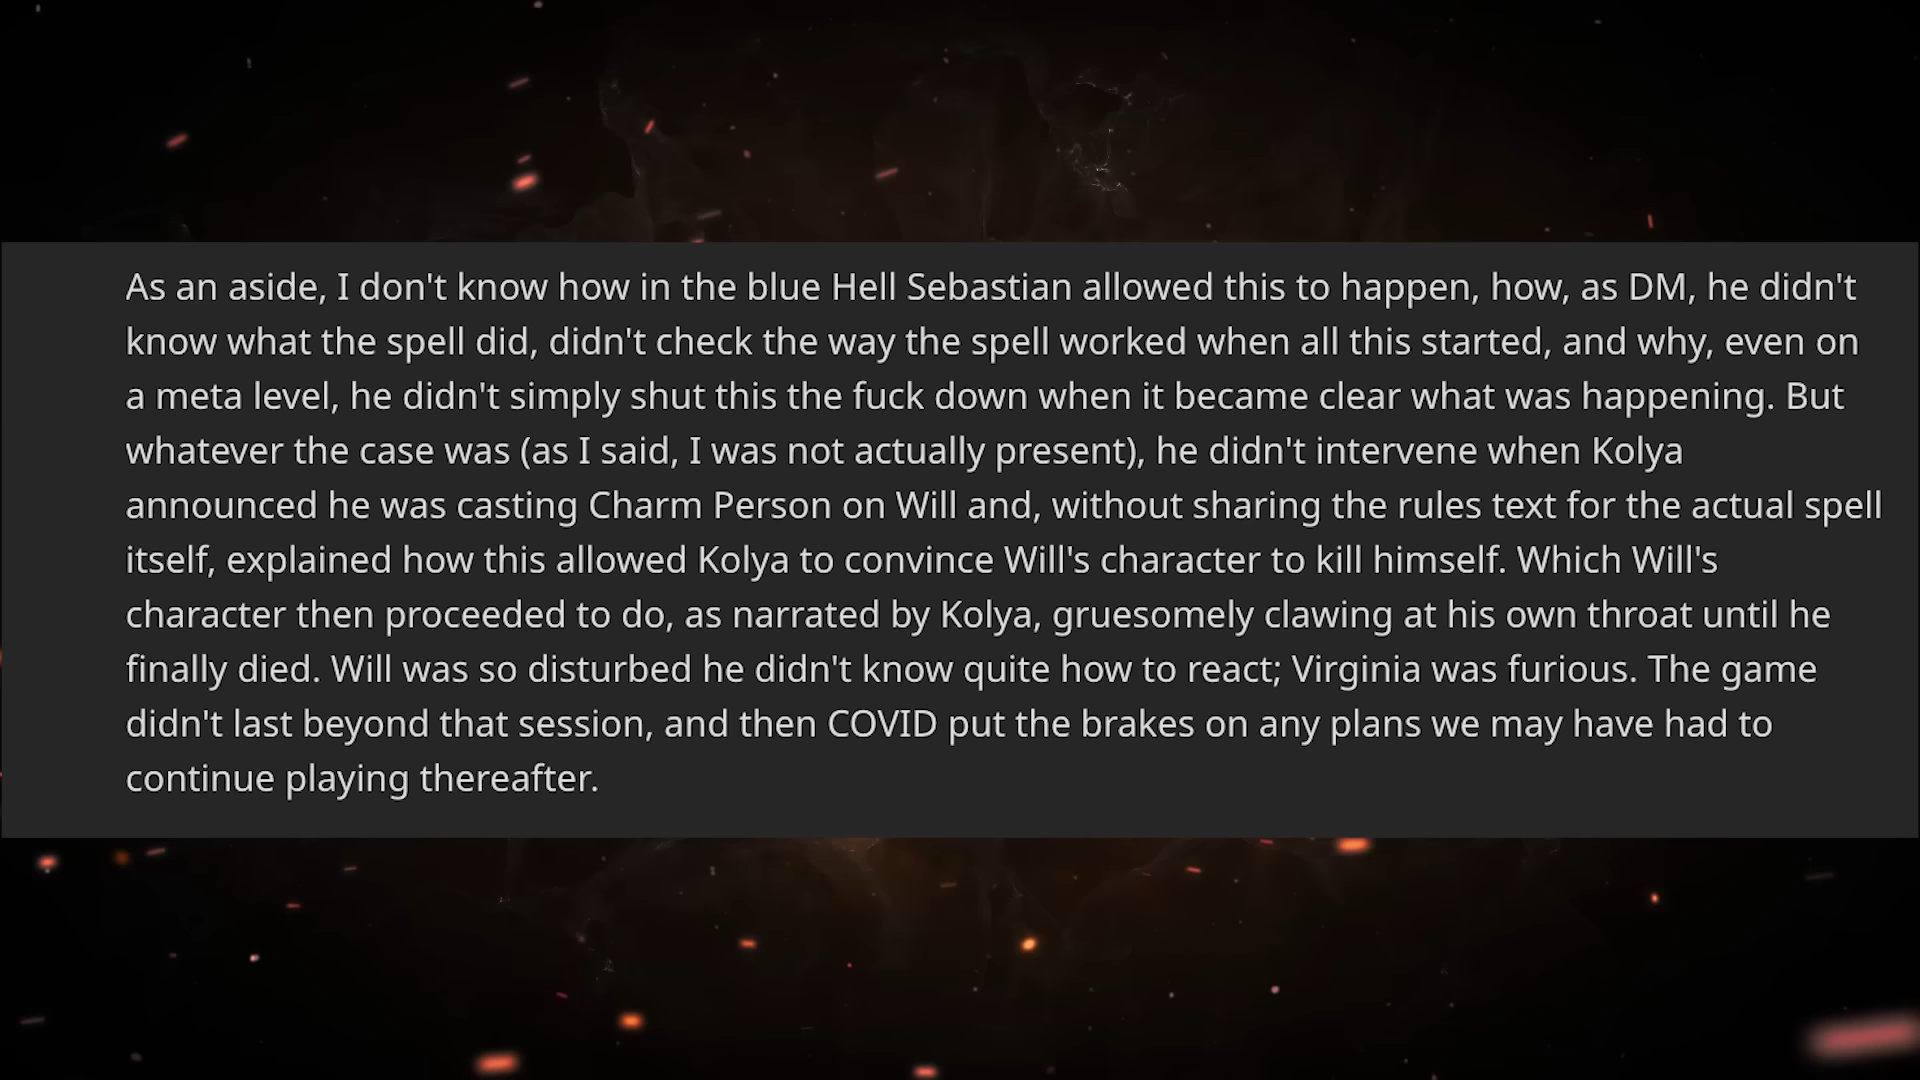 As an aside, I don't know how in the blue Hell Sebastian allowed this to happen, how, as DM, he didn't
know what the spell did, didn't check the way the spell worked when all this started, and why, even on
a meta level, he didn't simply shut this the fuck down when it became clear what was happening. But
whatever the case was (as I said, I was not actually present), he didn't intervene when Kolya
announced he was casting Charm Person on Will and, without sharing the rules text for the actual spell
itself, explained how this allowed Kolya to convince Will's character to kill himself. Which Will's
character then proceeded to do, as narrated by Kolya, gruesomely clawing at his own throat until he
finally died. Will was so disturbed he didn't know quite how to react; Virginia was furious. The game
didn't last beyond that session, and then COVID put the brakes on any plans we may have had to
continue playing thereafter.